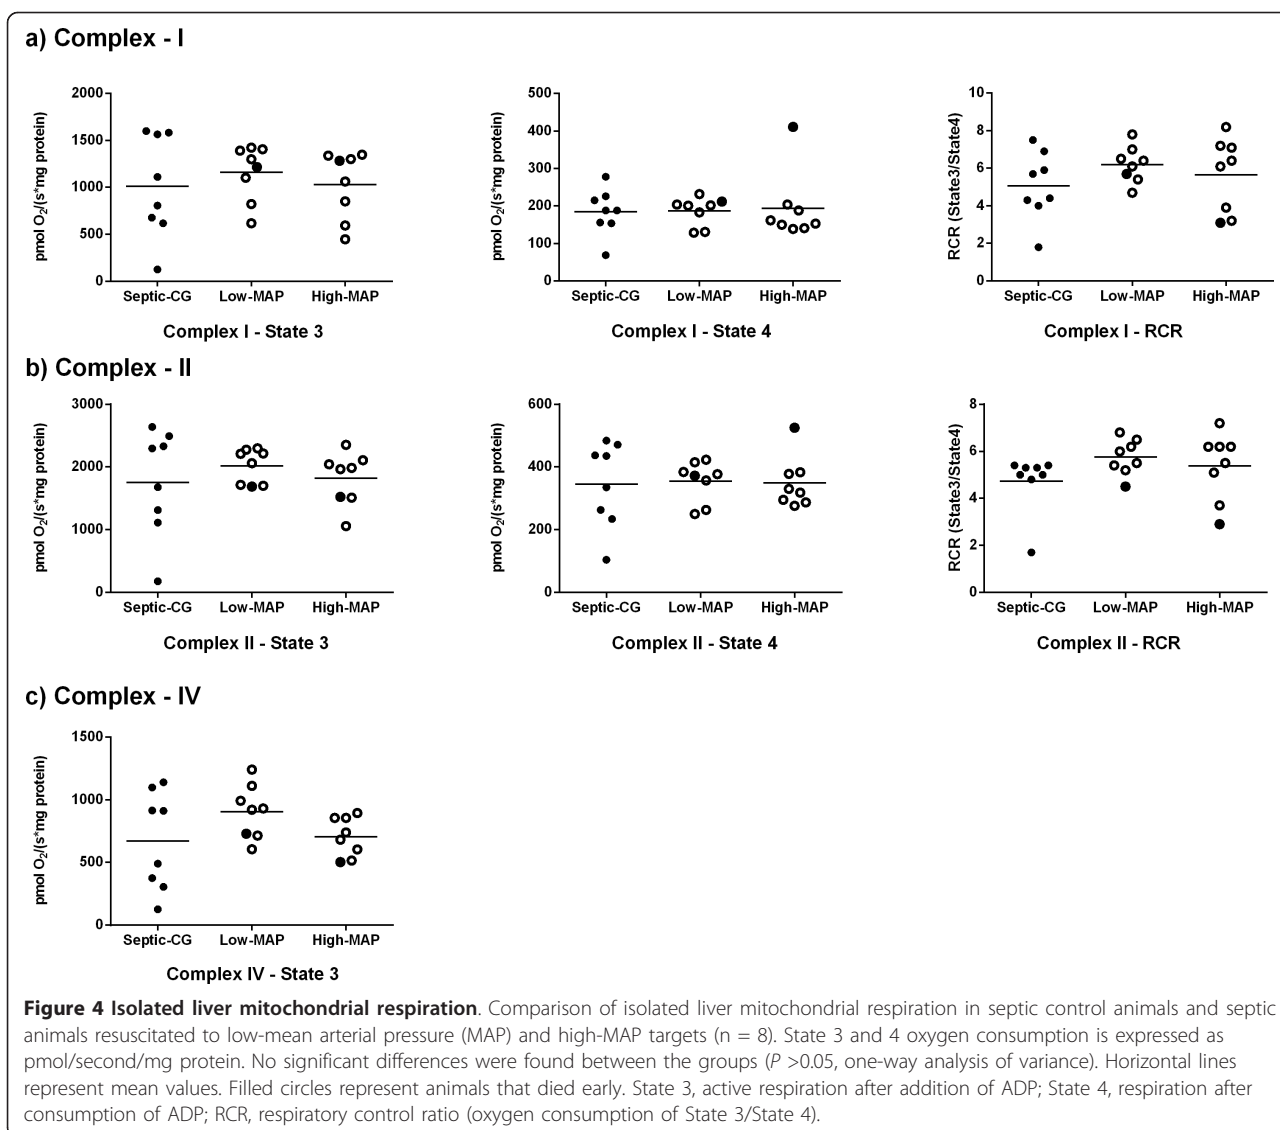 a) Complex - I
2000
1500
1000
500
0
pmol O2/(s*mg protein)
Septic-CG Low-MAP High-MAP
Complex I - State 3
500
400
300
200
100
0
pmol O2/(s*mg protein)
Septic-CG Low-MAP High-MAP
Complex I - State 4
10
8
6
4
2
0
RCR (State3/State4)
Septic-CG Low-MAP High-MAP
Complex I - RCR
b) Complex - II
3000
2000
1000
0
pmol O2/(s*mg protein)
Septic-CG Low-MAP High-MAP
Complex II - State 3
600
400
200
0
pmol O2/(s*mg protein)
Septic-CG Low-MAP High-MAP
Complex II - State 4
8
6
4
2
0
RCR (State3/State4)
Septic-CG Low-MAP High-MAP
Complex II - RCR
c) Complex - IV
1500
1000
500
0
pmol O2/(s*mg protein)
Septic-CG Low-MAP High-MAP
Complex IV - State 3
Figure 4 Isolated liver mitochondrial respiration. Comparison of isolated liver mitochondrial respiration in septic control animals and septic
animals resuscitated to low-mean arterial pressure (MAP) and high-MAP targets (n = 8). State 3 and 4 oxygen consumption is expressed as
pmol/second/mg protein. No significant differences were found between the groups (P >0.05, one-way analysis of variance). Horizontal lines
represent mean values. Filled circles represent animals that died early. State 3, active respiration after addition of ADP; State 4, respiration after
consumption of ADP; RCR, respiratory control ratio (oxygen consumption of State 3/State 4).